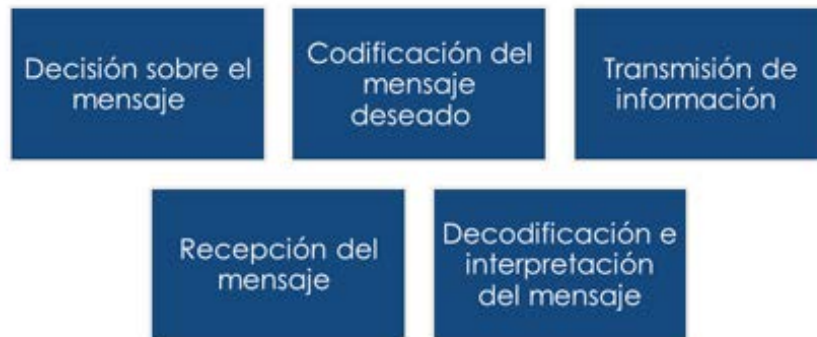 Decisión sobre el
mensaje
Codificación del
mensaje
deseado
Transmisión de
información
Recepción del
mensaje
Decodificación e
interpretación
del mensaje